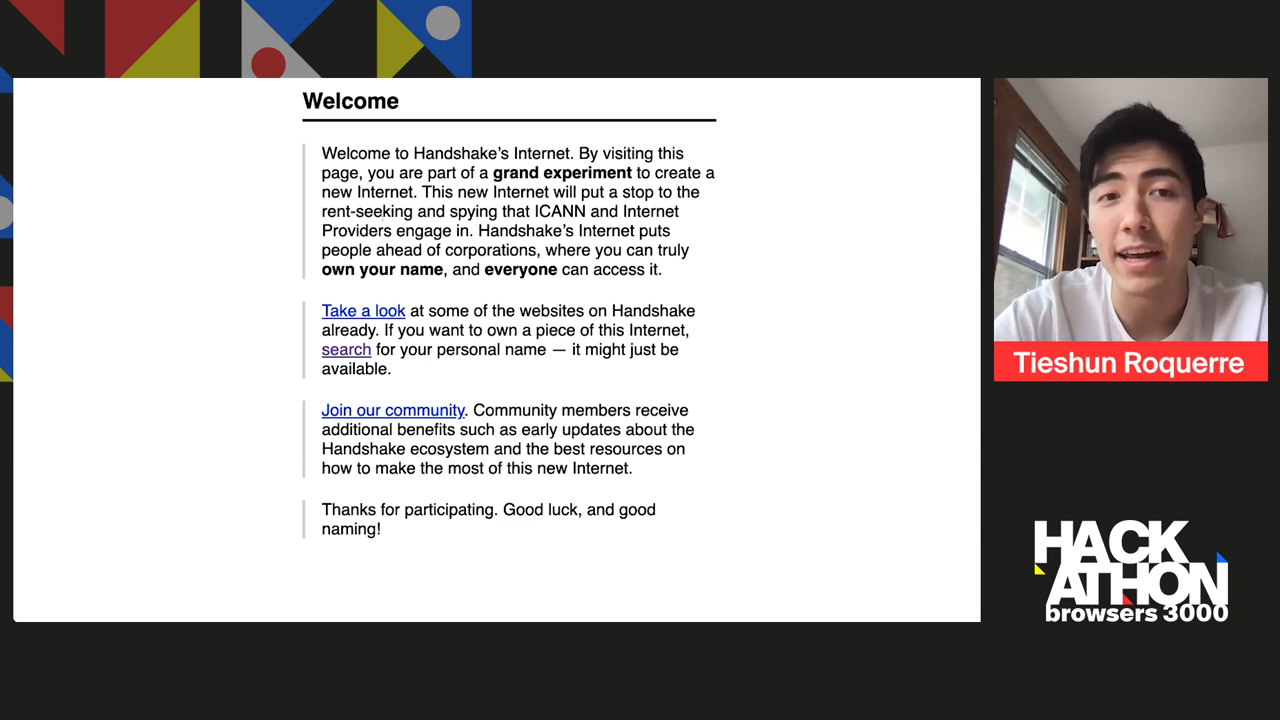 Welcome
Welcome to Handshake’s Internet. By visiting this
page, you are part of a grand experiment to create a
new Internet. This new Internet will put a stop to the
rent-seeking and spying that ICANN and Internet
Providers engage in. Handshake’s Internet puts
people ahead of corporations, where you can truly
own your name, and everyone can access it.
Take a look at some of the websites on Handshake
already. If you want to own a piece of this Internet,
search for your personal name — it might just be
available.
Join our community. Community members receive
additional benefits such as early updates about the
Handshake ecosystem and the best resources on
how to make the most of this new Internet.
Thanks for participating. Good luck, and good
naming!
Tieshun Roquerre
HACK
ATHON
browsers 3000